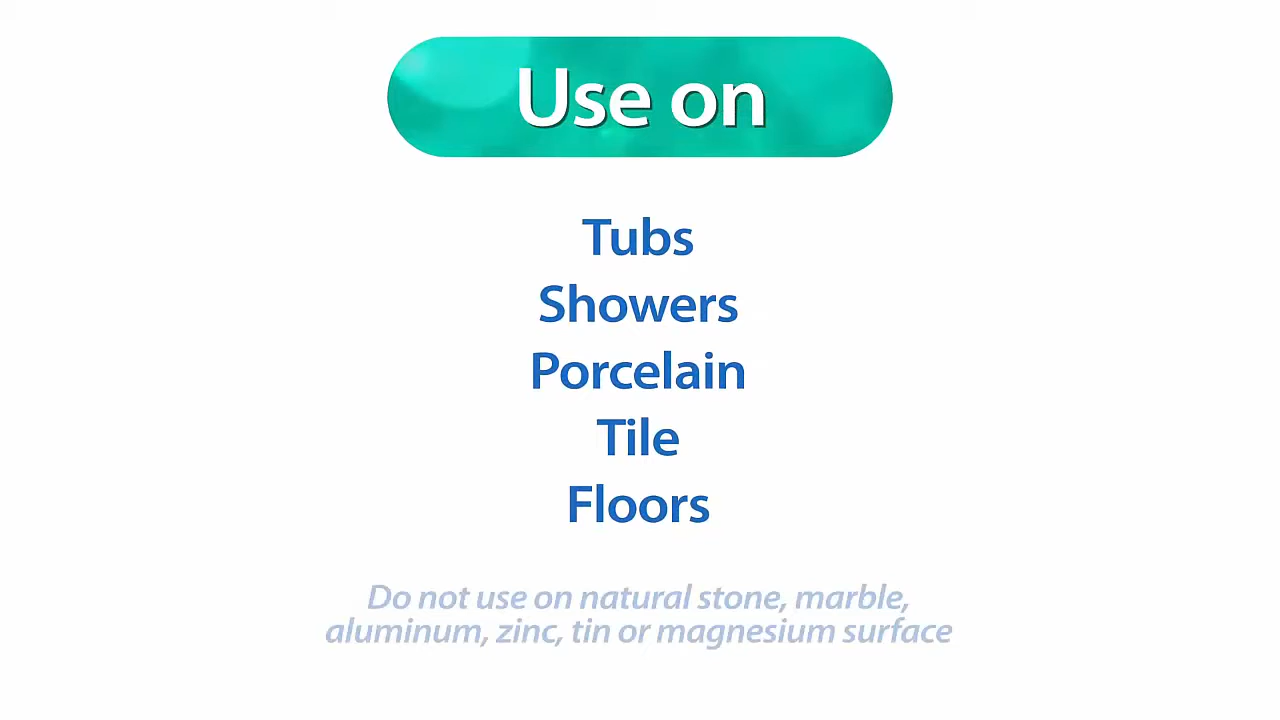 Use on
Tubs
Showers
Porcelain
Tile
Floors
Do not use on natural stone, marble,
aluminum, zinc, tin or magnesium surface